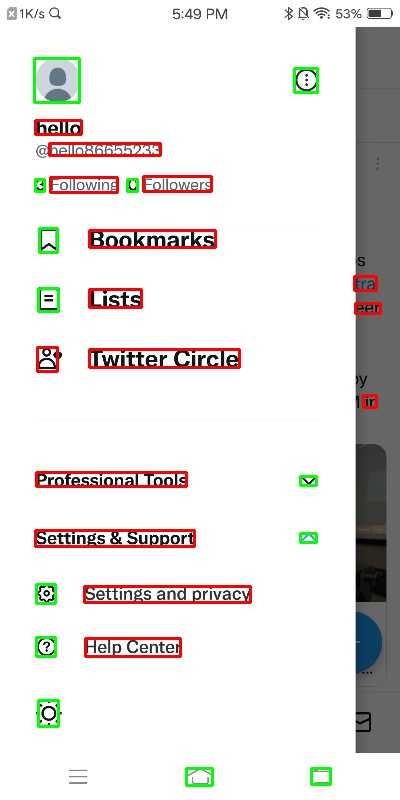 1K/s 5:49 PM 53%
hello
@hello86655233
3 Following 0 Followers
Bookmarks
Lists
Twitter Circle
Professional Tools
Settings & Support
Settings and privacy
Help Center